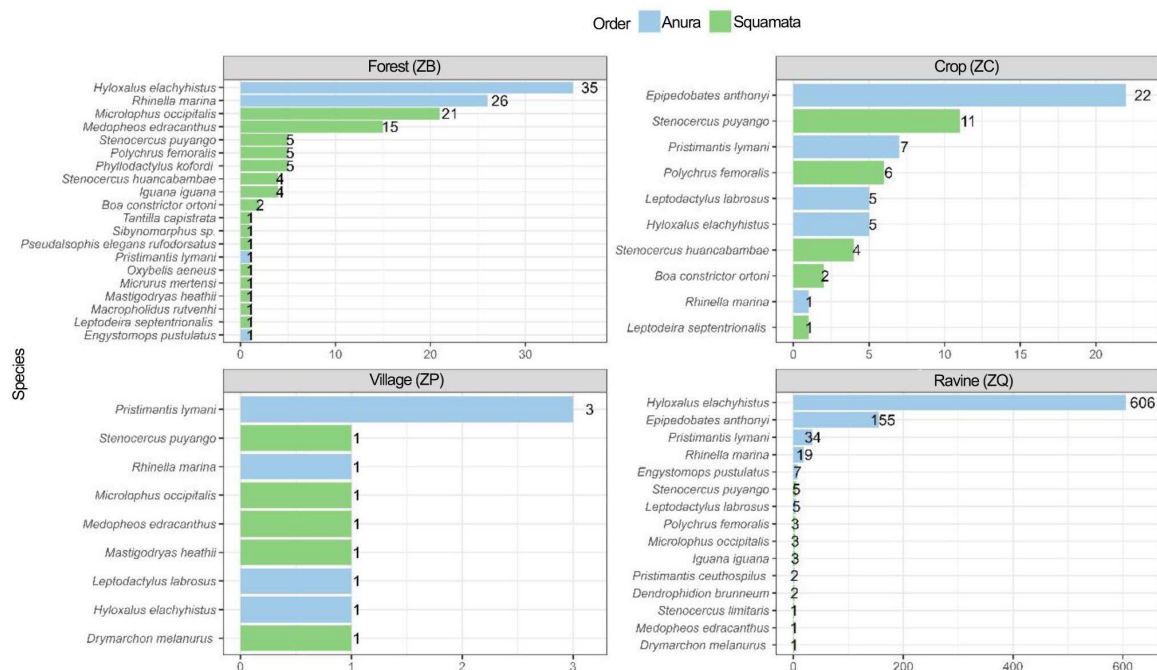 Order Anura Squamata
Forest (ZB)
Hyloxalus elachyhistus 35
Rhinella marina 26
Microlophus occipitalis 21
Medopheos edracanthus 15
Stenocercus puyango 5
Polychrus femoralis 5
Phyllodactylus kofordi 5
Stenocercus huancabambae 4
Iguana iguana 4
Boa constrictor ortoni 2
Tantilla capistrata 1
Sibynomorphus sp. 1
Pseudalsophis elegans rufodorsatus 1
Pristimantis lymani 1
Oxybelis aeneus 1
Micrurus mertensi 1
Mastigodryas heathii 1
Macropholidus rutvenhi 1
Leptodeira septentrionalis 1
Engystomops pustulatus 1
0 10 20 30
Crop (ZC)
Epipedobates anthonyi 22
Stenocercus puyango 11
Pristimantis lymani 7
Polychrus femoralis 6
Leptodactylus labrosus 5
Hyloxalus elachyhistus 5
Stenocercus huancabambae 4
Boa constrictor ortoni 2
Rhinella marina 1
Leptodeira septentrionalis 1
0 5 10 15 20
Species
Village (ZP)
Pristimantis lymani 3
Stenocercus puyango 1
Rhinella marina 1
Microlophus occipitalis 1
Medopheos edracanthus 1
Mastigodryas heathii 1
Leptodactylus labrosus 1
Hyloxalus elachyhistus 1
Drymarchon melanurus 1
0 1 2 3
Ravine (ZQ)
Hyloxalus elachyhistus 606
Epipedobates anthonyi 155
Pristimantis lymani 34
Rhinella marina 19
Engystomops pustulatus 7
Stenocercus puyango 5
Leptodactylus labrosus 5
Polychrus femoralis 3
Microlophus occipitalis 3
Iguana iguana 3
Pristimantis ceuthospilus 2
Dendrophidion brunneum 2
Stenocercus limitaris 1
Medopheos edracanthus 1
Drymarchon melanurus 1
0 200 400 600